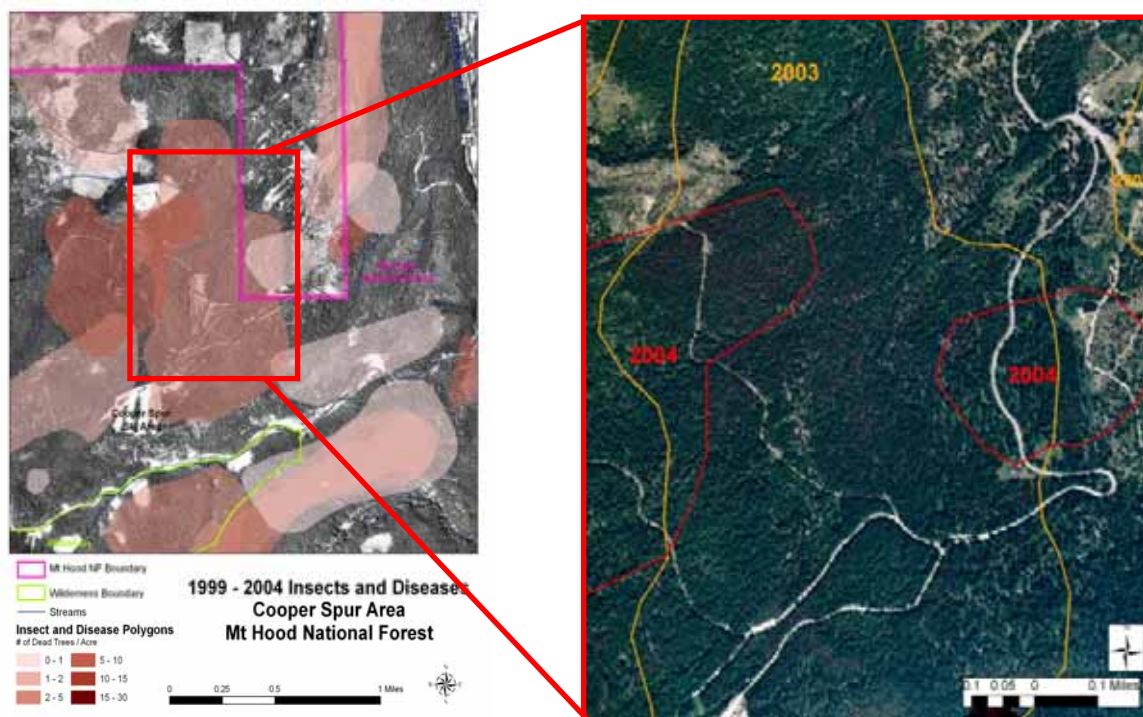 Cooper Spur
Mt Hood NF Boundary
Wilderness Boundary
Streams
Insect and Disease Polygons
# of Dead Trees / Acre
0 - 1
5 - 10
1 - 2
10 - 15
2 - 5
15 - 30
1999 - 2004 Insects and Diseases
Cooper Spur Area
Mt Hood National Forest
0 0.25 0.5 1 Miles
2003
2004
2004
0.1 0.05 0 0.1 Miles